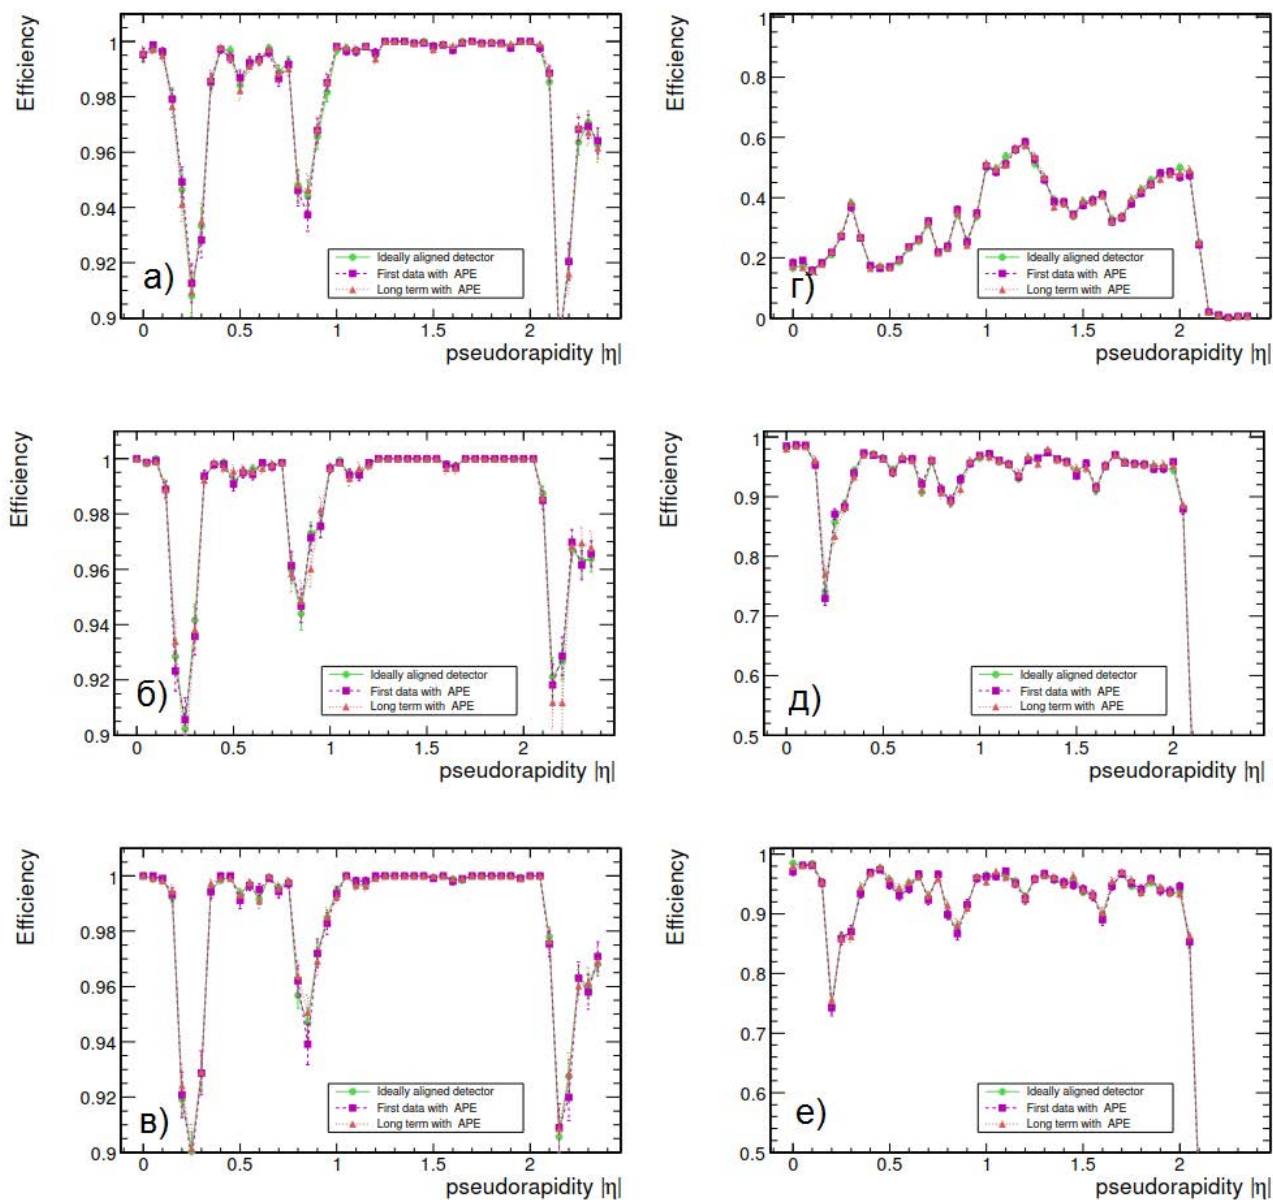 Efficiency
1
0.98
0.96
0.94
0.92
0.9
а)
Ideally aligned detector
First data with APE
Long term with APE
0 0.5 1 1.5 2
pseudorapidity |η|
Efficiency
1
0.8
0.6
0.4
0.2
0
г)
Ideally aligned detector
First data with APE
Long term with APE
0 0.5 1 1.5 2
pseudorapidity |η|
Efficiency
1
0.98
0.96
0.94
0.92
0.9
б)
Ideally aligned detector
First data with APE
Long term with APE
0 0.5 1 1.5 2
pseudorapidity |η|
Efficiency
1
0.9
0.8
0.7
0.6
0.5
д)
Ideally aligned detector
First data with APE
Long term with APE
0 0.5 1 1.5 2
pseudorapidity |η|
Efficiency
1
0.98
0.96
0.94
0.92
0.9
в)
Ideally aligned detector
First data with APE
Long term with APE
0 0.5 1 1.5 2
pseudorapidity |η|
Efficiency
1
0.9
0.8
0.7
0.6
0.5
е)
Ideally aligned detector
First data with APE
Long term with APE
0 0.5 1 1.5 2
pseudorapidity |η|